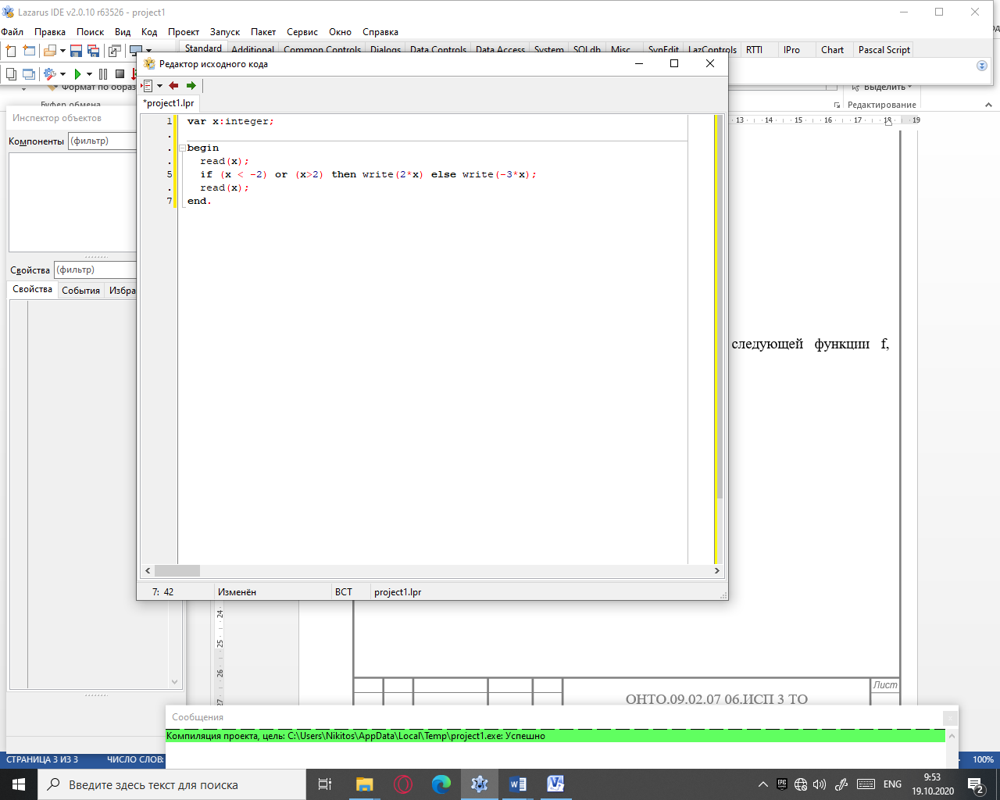 Lazarus IDE v2.0.10 r63526 - project1
Файл Правка Поиск Вид Код Проект Запуск Пакет Сервис Окно Справка
Standard Additional Common Controls Dialogs Data Controls Data Access System SQLdb Misc SynEdit LazControls RTTI IPro Chart Pascal Script
Редактор исходного кода
Формат по образ
Выделить
Буфер обмена
Редактирование
*project1.lpr
Инспектор объектов
Компоненты (фильтр)
13 14 15 16 17 18 19
1 var x:integer;
.
. begin
. read(x);
5 if (x < -2) or (x>2) then write(2*x) else write(-3*x);
. read(x);
7 end.
Свойства (фильтр)
Свойства События Избра
следующей функции f,
7: 42 Изменён ВСТ project1.lpr
24
25
26
27
Лист
ОНТО.09.02.07 06.ИСП 3 ТО
Сообщения
Компиляция проекта, цель: C:\Users\Nikitos\AppData\Local\Temp\project1.exe: Успешно
СТРАНИЦА 3 ИЗ 3 ЧИСЛО СЛОВ: 100%
Введите здесь текст для поиска
EPIC
ENG
9:53
19.10.2020
2